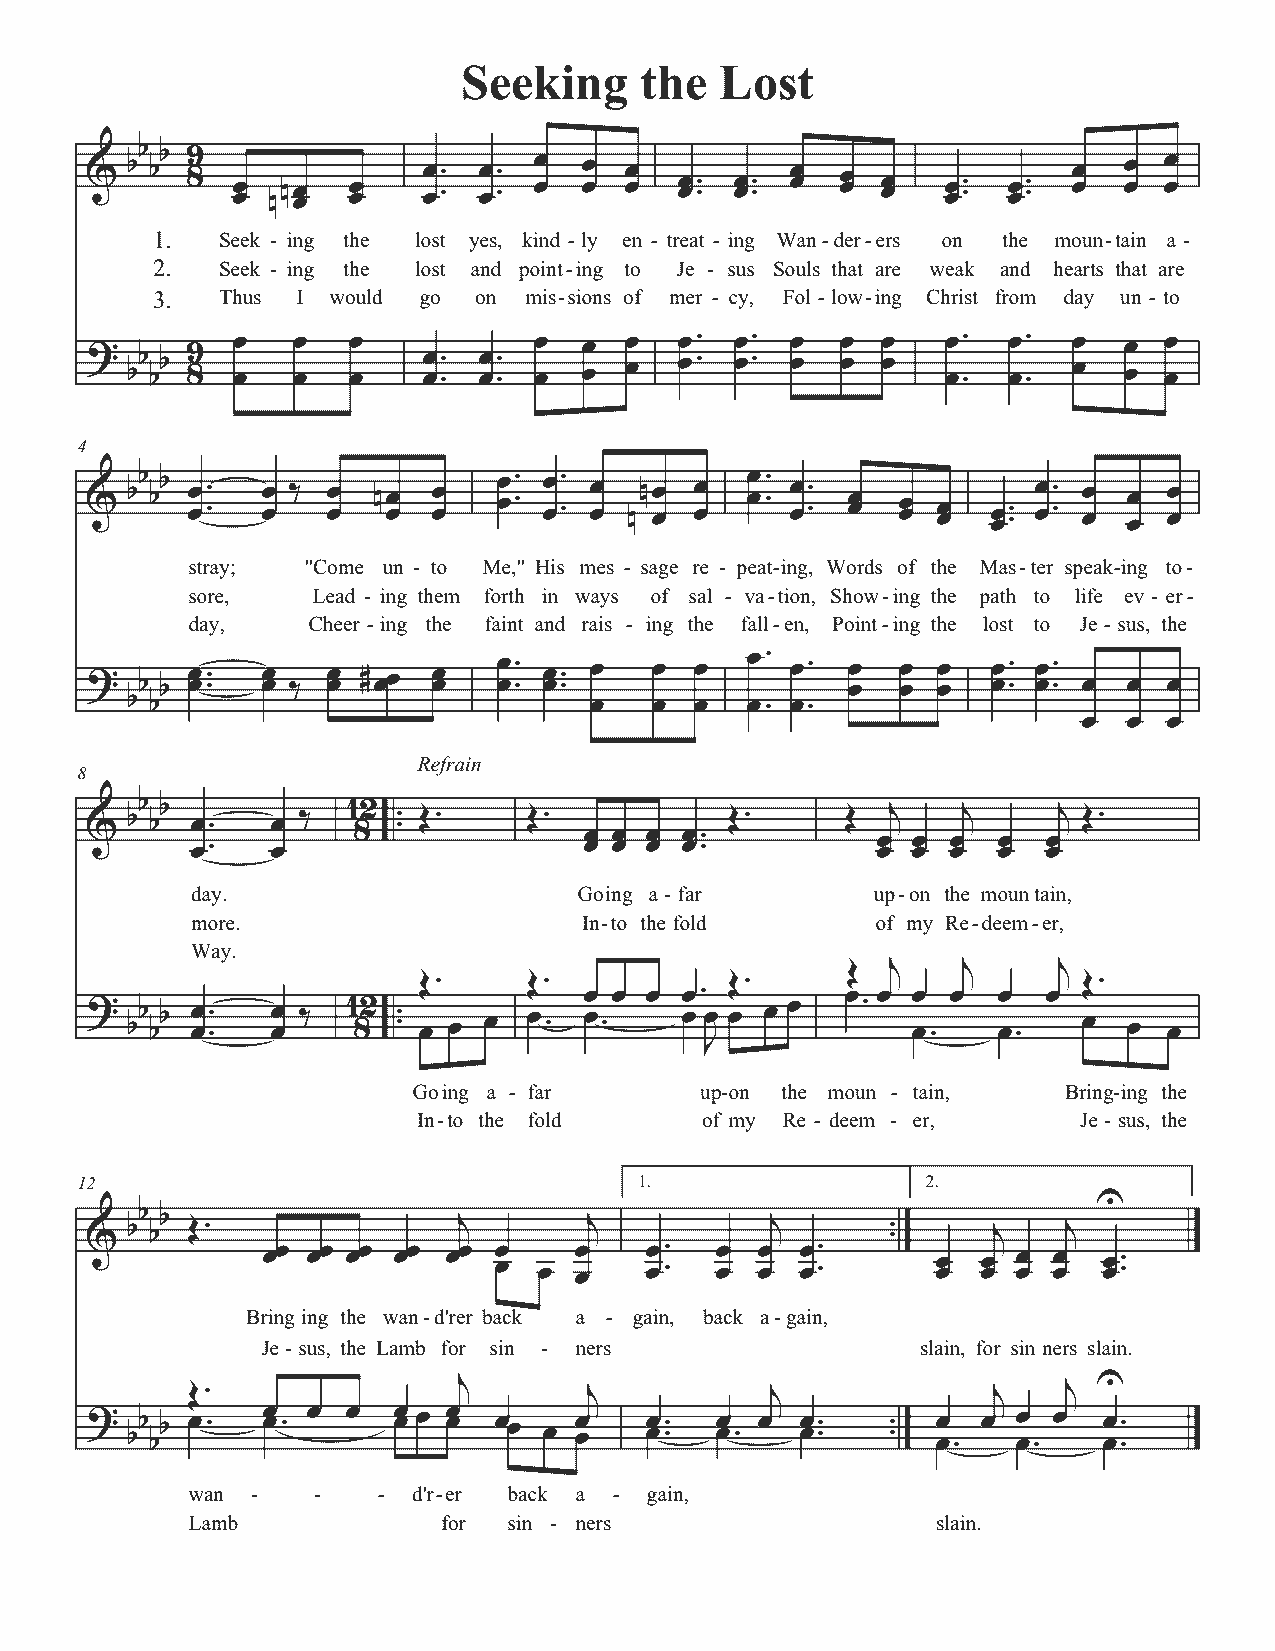 Seeking the Lost
1. Seek - ing the lost yes, kind - ly en - treat - ing Wan - der - ers on the moun - tain a -
2. Seek - ing the lost and point - ing to Je - sus Souls that are weak and hearts that are
3. Thus I would go on mis - sions of mer - cy, Fol - low - ing Christ from day un - to
4
stray; "Come un - to Me," His mes - sage re - peat-ing, Words of the Mas - ter speak-ing to -
sore, Lead - ing them forth in ways of sal - va - tion, Show - ing the path to life ev - er -
day, Cheer - ing the faint and rais - ing the fall - en, Point - ing the lost to Je - sus, the
Refrain
8
day. Going a - far up - on the moun tain,
more. In - to the fold of my Re - deem - er,
Way.
Going a - far up-on the moun - tain, Bring-ing the
In - to the fold of my Re - deem - er, Je - sus, the
12 1. 2.
Bring ing the wan - d'rer back a - gain, back a - gain,
Je - sus, the Lamb for sin - ners slain, for sin ners slain.
wan - - - d'r - er back a - gain,
Lamb for sin - ners slain.